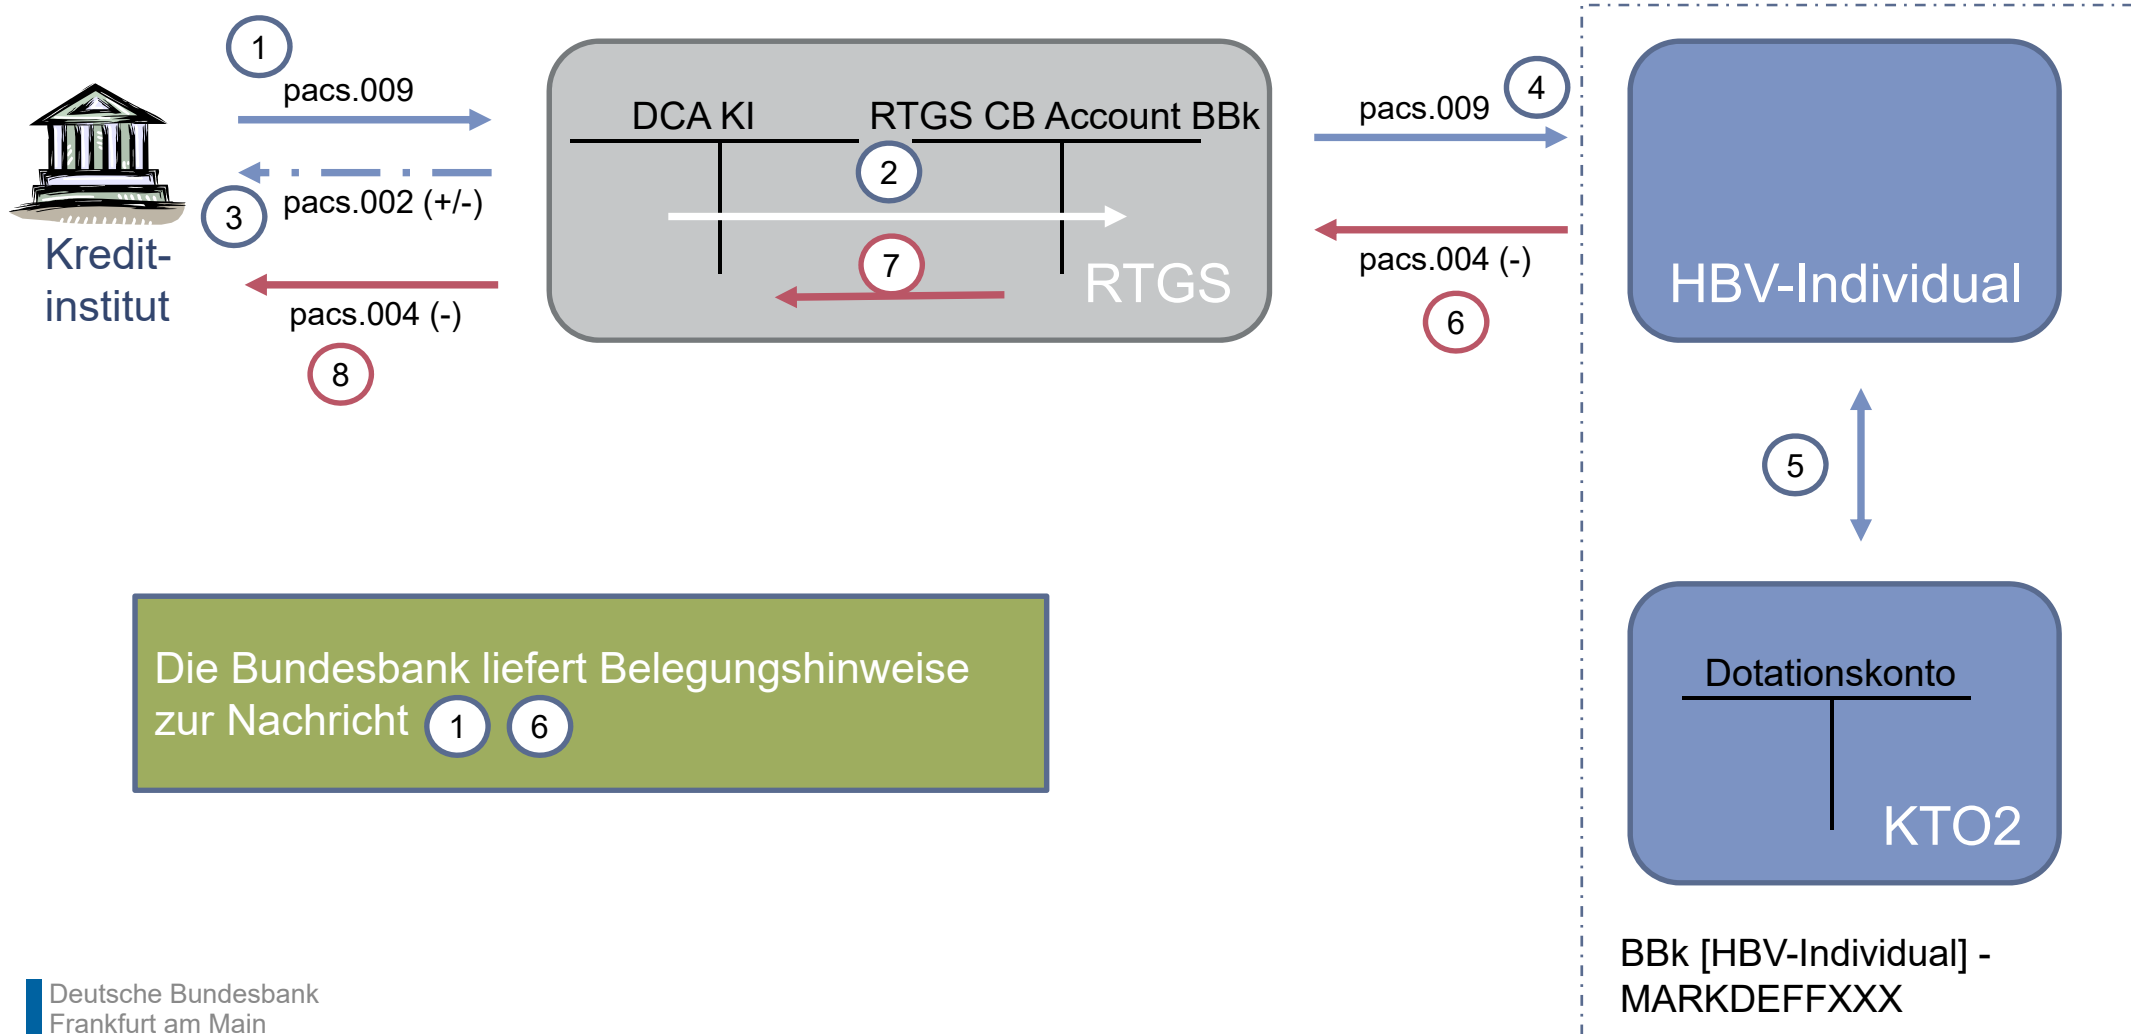 1
pacs.009
pacs.002 (+/-)
3
Kredit-
institut
pacs.004 (-)
8
DCA KI
RTGS CB Account BBk
2
7
RTGS
pacs.009
4
pacs.004 (-)
6
HBV-Individual
5
Dotationskonto
KTO2
BBk [HBV-Individual] -
MARKDEFFXXX
Die Bundesbank liefert Belegungshinweise
zur Nachricht 1 6
Deutsche Bundesbank
Frankfurt am Main